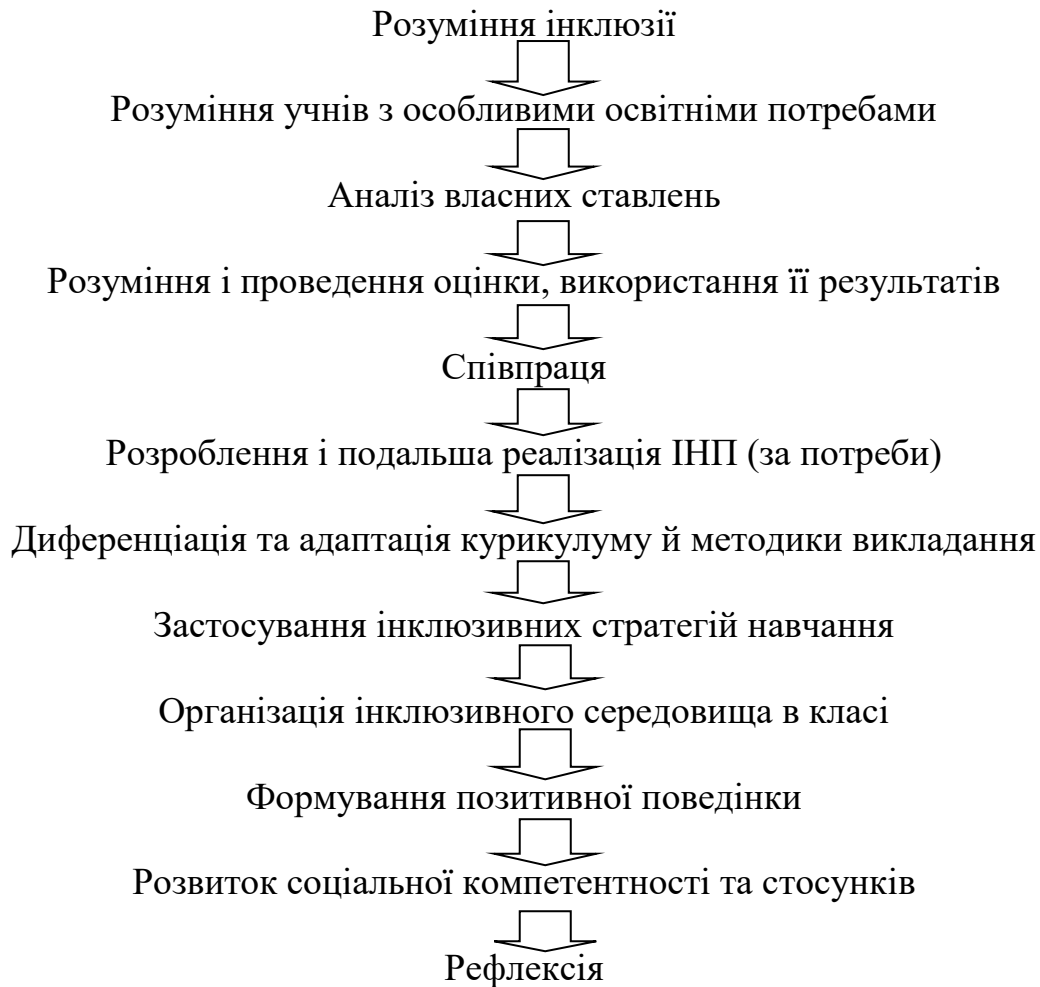 Розуміння інклюзії
Розуміння учнів з особливими освітніми потребами
Аналіз власних ставлень
Розуміння і проведення оцінки, використання її результатів
Співпраця
Розроблення і подальша реалізація ІНП (за потреби)
Диференціація та адаптація курикулуму й методики викладання
Застосування інклюзивних стратегій навчання
Організація інклюзивного середовища в класі
Формування позитивної поведінки
Розвиток соціальної компетентності та стосунків
Рефлексія